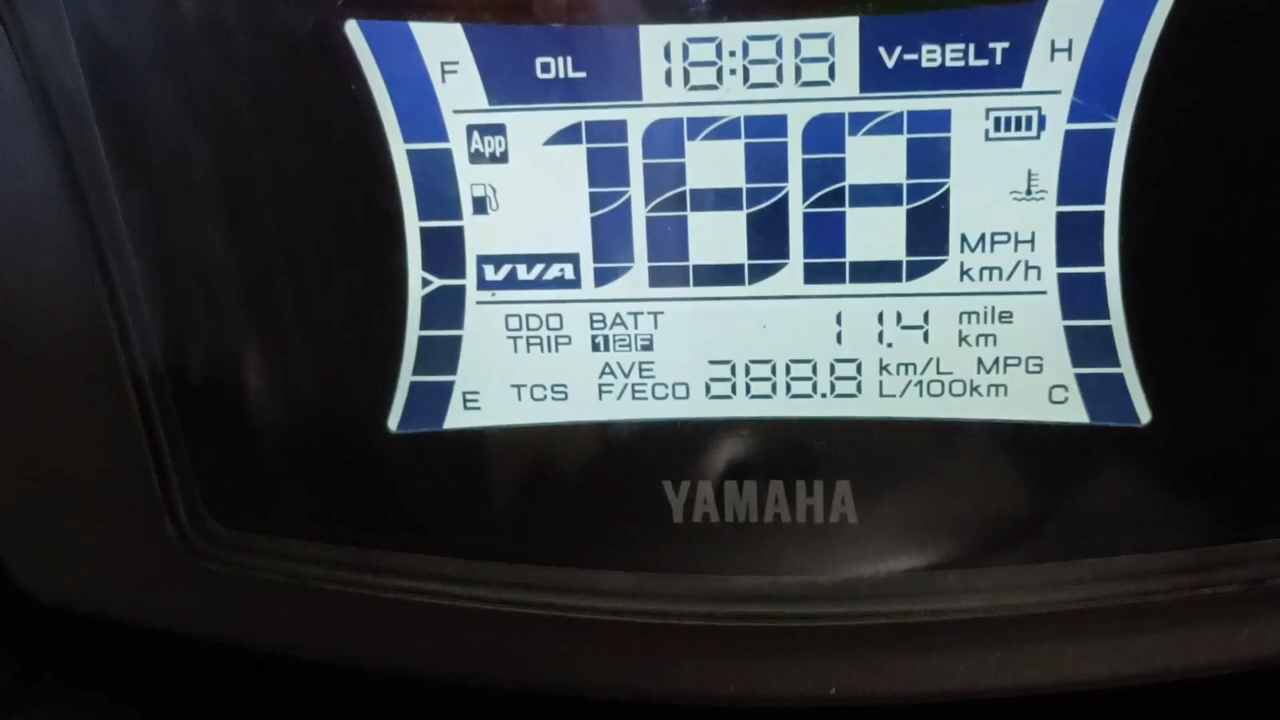 F OIL 18:88 V-BELT H
App
188
MPH
VVA km/h
ODO BATT 11.4 mile
TRIP 12F km
AVE km/L MPG
E TCS F/ECO 288.8 L/100km C
YAMAHA